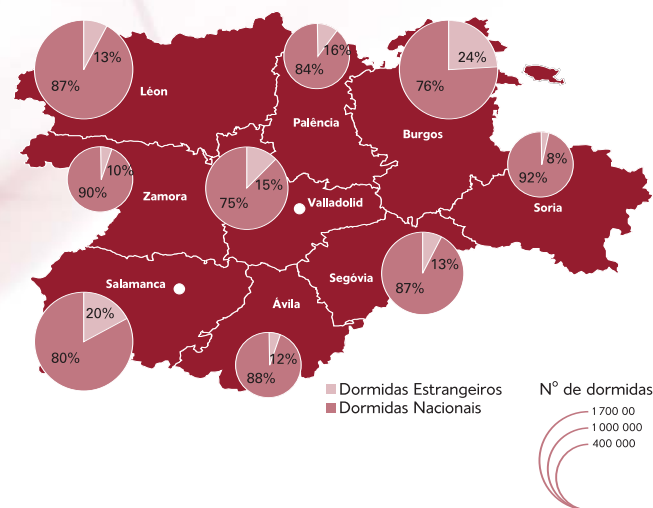 13%
87%
Léon
16%
84%
Palência
24%
76%
Burgos
8%
92%
Soria
10%
90%
Zamora
15%
75%
Valladolid
13%
87%
Segóvia
Salamanca
20%
80%
Ávila
12%
88%
Dormidas Estrangeiros
Dormidas Nacionais
Nº de dormidas
1 700 00
1 000 000
400 000